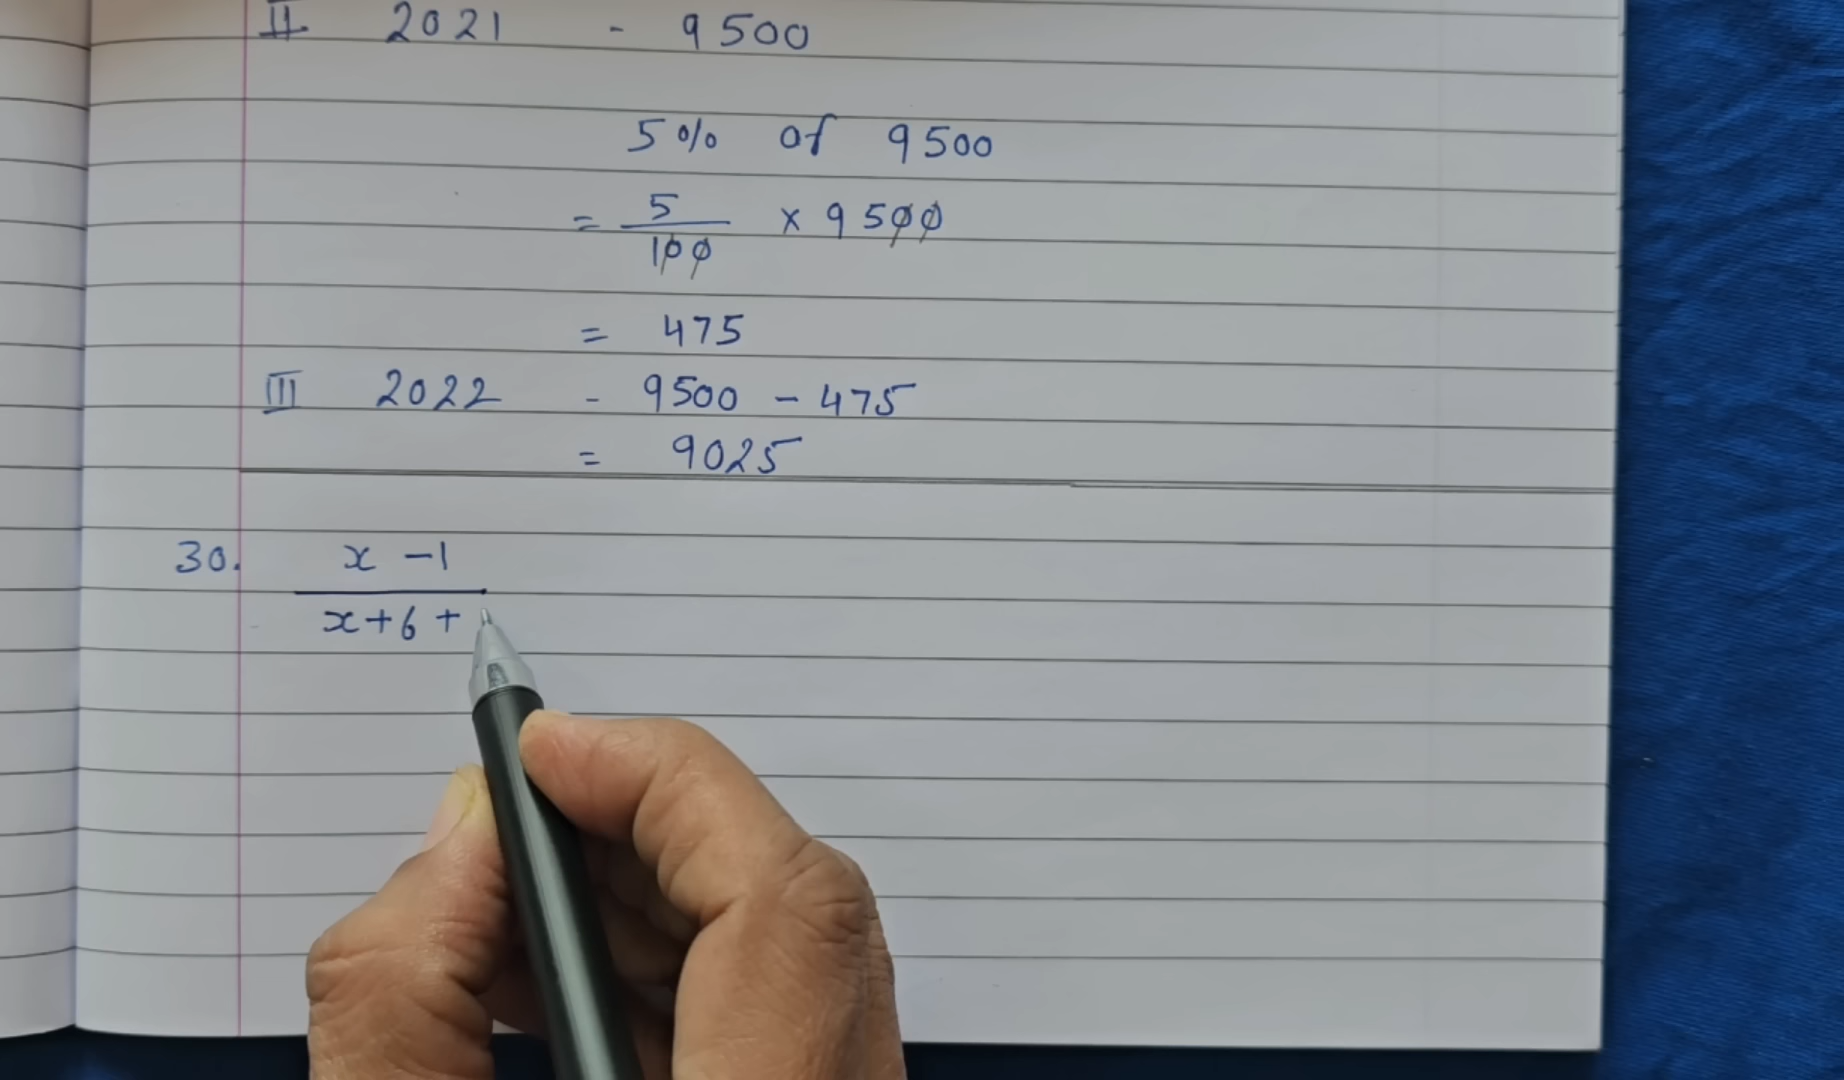 II 2021 - 9500
5% of 9500
= 5/100 × 9500
= 475
III 2022 - 9500 - 475
= 9025
30. x - 1
x + 6 +